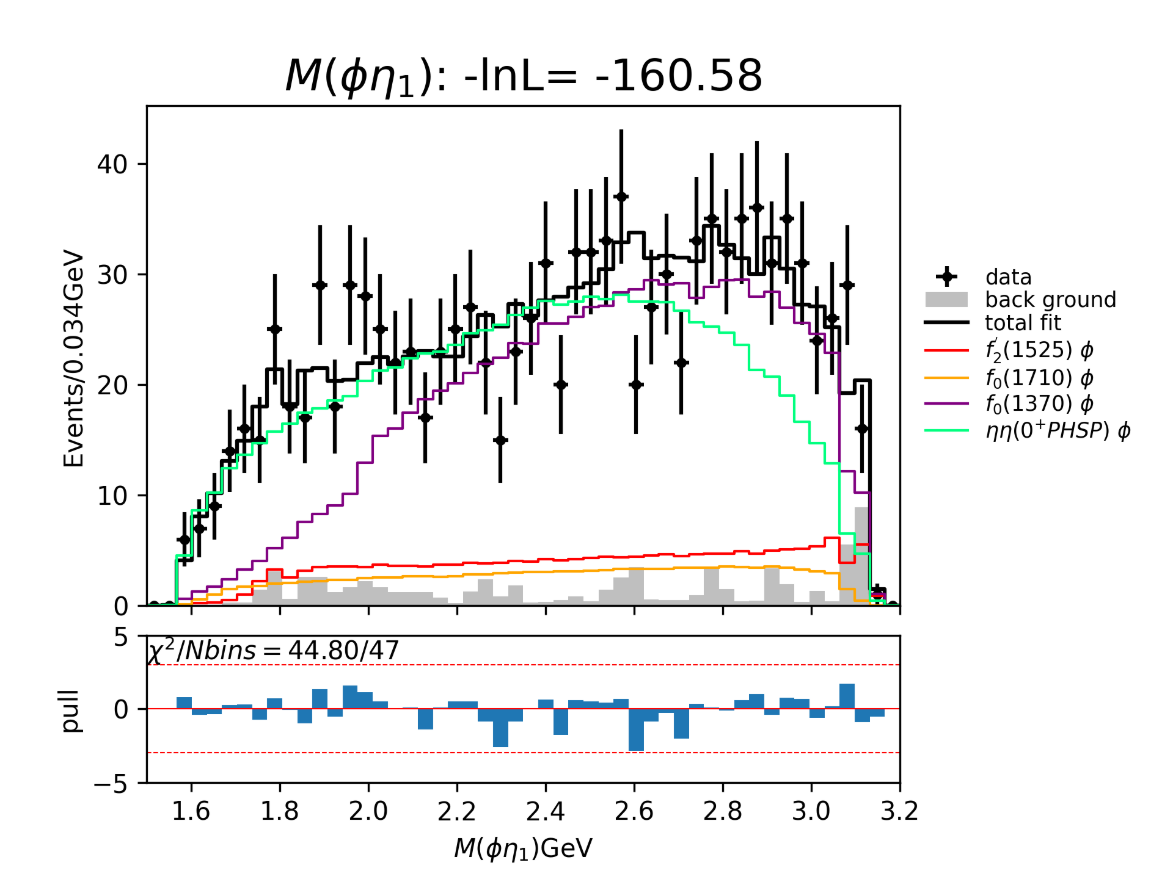 M(ϕη₁): -lnL= -160.58
Events/0.034GeV
40
30
20
10
0
data
back ground
total fit
f₂′(1525) ϕ
f₀(1710) ϕ
f₀(1370) ϕ
ηη(0⁺PHSP) ϕ
χ²/Nbins = 44.80/47
pull
5
0
−5
1.6 1.8 2.0 2.2 2.4 2.6 2.8 3.0 3.2
M(ϕη₁)GeV